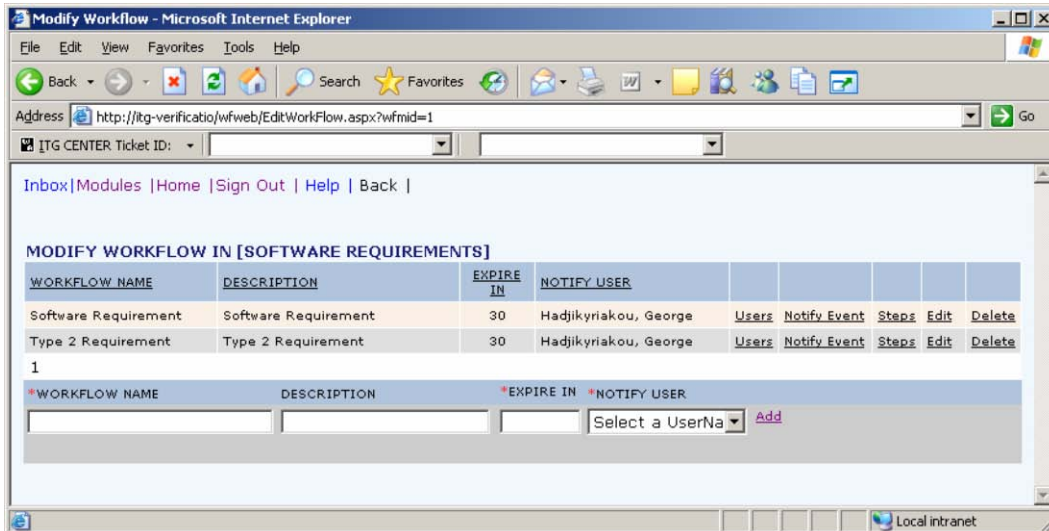 Modify Workflow - Microsoft Internet Explorer
File Edit View Favorites Tools Help
Back Search Favorites
Address http://itg-verificatio/wfweb/EditWorkFlow.aspx?wfmid=1 Go
ITG CENTER Ticket ID:
Inbox|Modules |Home |Sign Out | Help | Back |
MODIFY WORKFLOW IN [SOFTWARE REQUIREMENTS]
WORKFLOW NAME DESCRIPTION EXPIRE IN NOTIFY USER
Software Requirement Software Requirement 30 Hadjikyriakou, George Users Notify Event Steps Edit Delete
Type 2 Requirement Type 2 Requirement 30 Hadjikyriakou, George Users Notify Event Steps Edit Delete
1
*WORKFLOW NAME DESCRIPTION *EXPIRE IN *NOTIFY USER
Select a UserNa Add
Local intranet